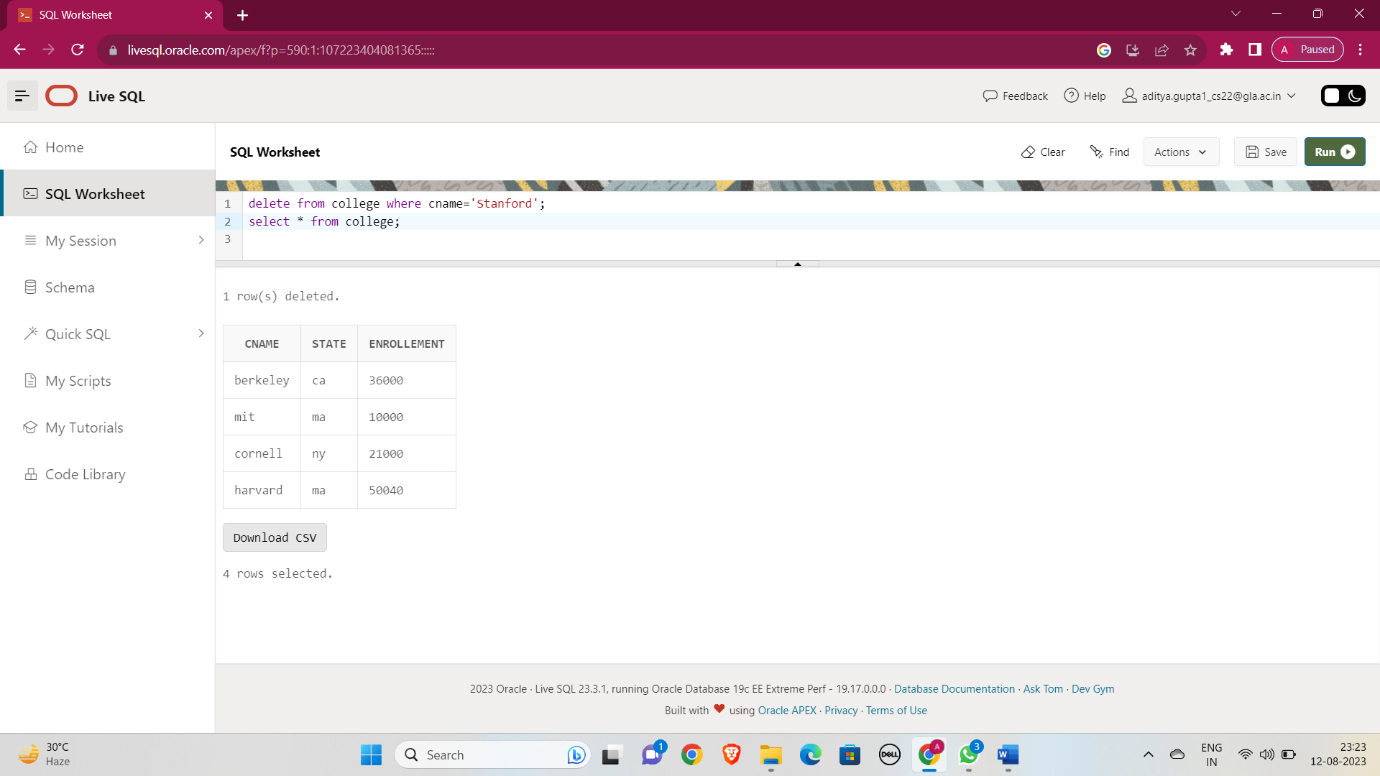 SQL Worksheet
livesql.oracle.com/apex/f?p=590:1:107223404081365:::::
A Paused
Live SQL
Feedback
Help
aditya.gupta1_cs22@gla.ac.in
Home
SQL Worksheet
My Session
Schema
Quick SQL
My Scripts
My Tutorials
Code Library
SQL Worksheet
Clear
Find
Actions
Save
Run
1 delete from college where cname='Stanford';
2 select * from college;
3
1 row(s) deleted.
CNAME STATE ENROLLEMENT
berkeley ca 36000
mit ma 10000
cornell ny 21000
harvard ma 50040
Download CSV
4 rows selected.
2023 Oracle · Live SQL 23.3.1, running Oracle Database 19c EE Extreme Perf - 19.17.0.0.0 · Database Documentation · Ask Tom · Dev Gym
Built with ♥ using Oracle APEX · Privacy · Terms of Use
30°C
Haze
Search
1
DELL
A
3
W
ENG
IN
23:23
12-08-2023